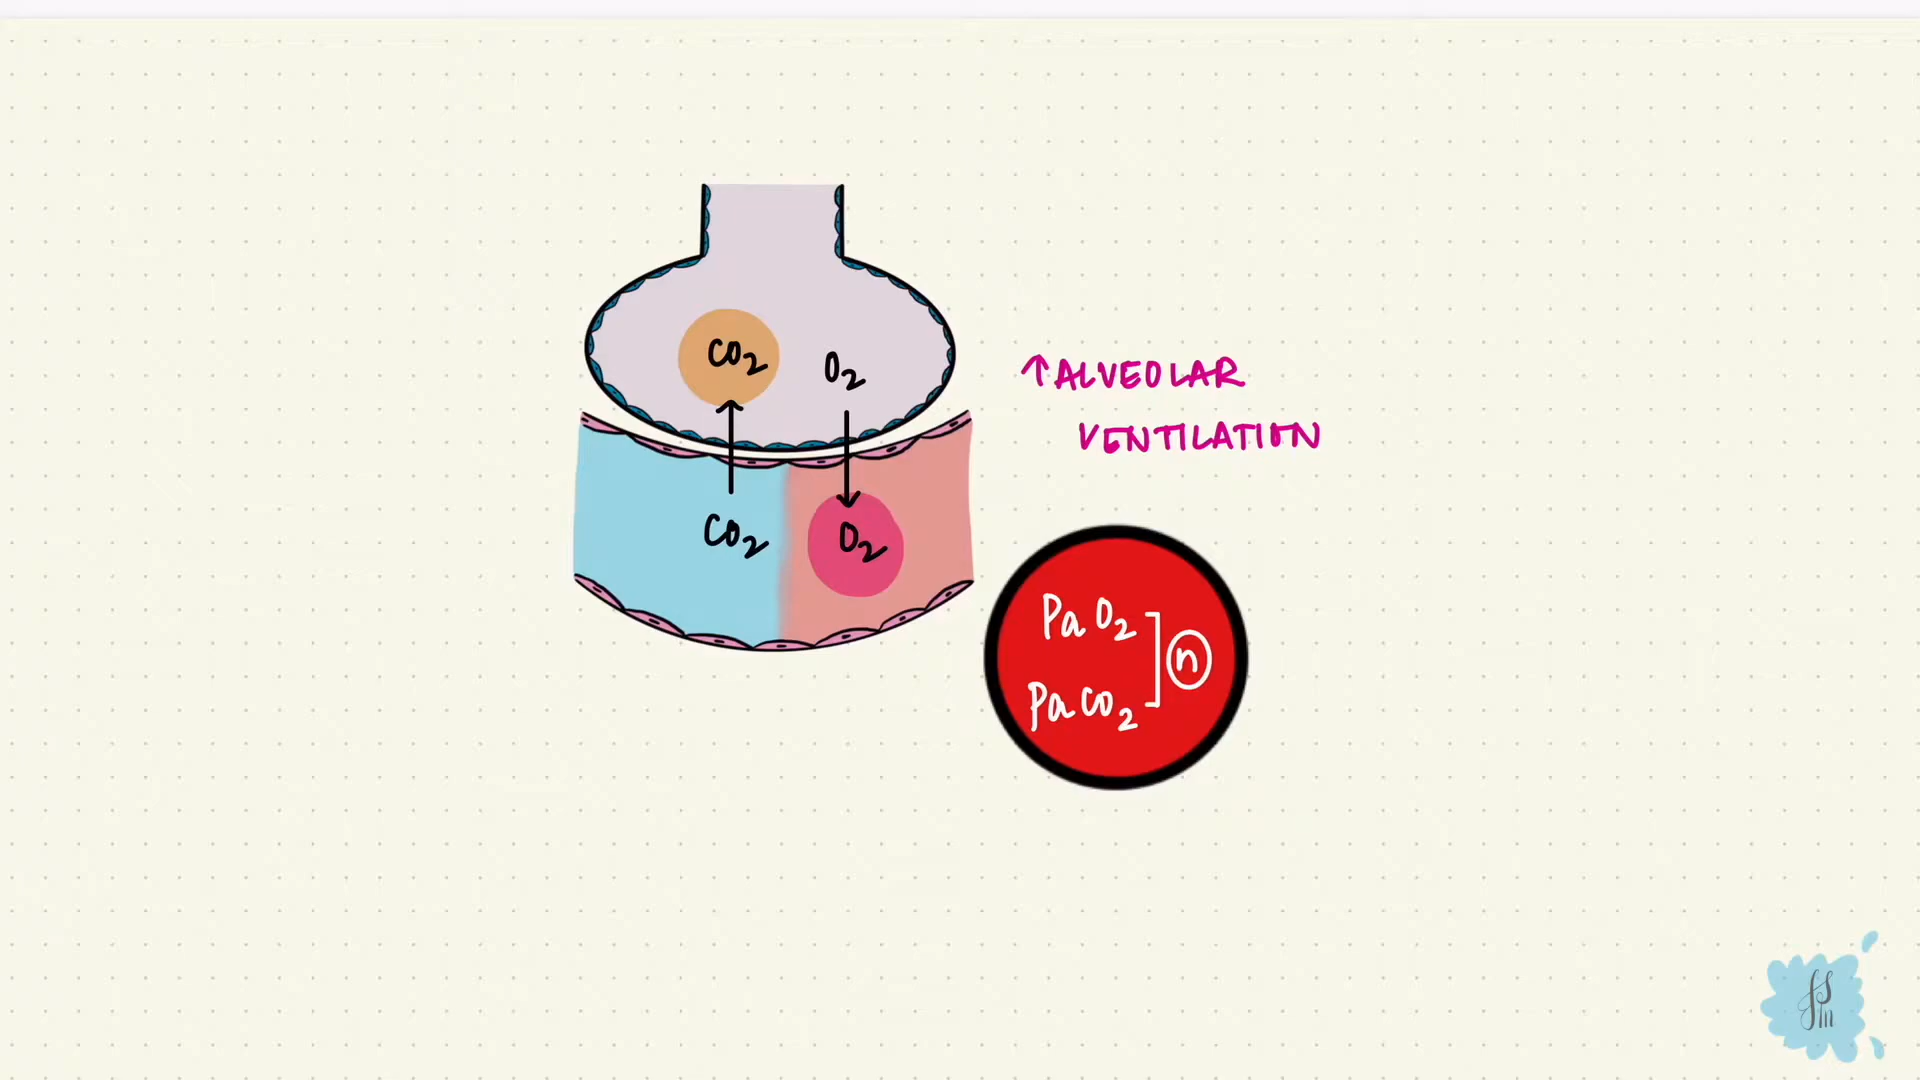 CO2
O2
↑ALVEOLAR
VENTILATION
CO2
O2
PaO2
PaCO2
n